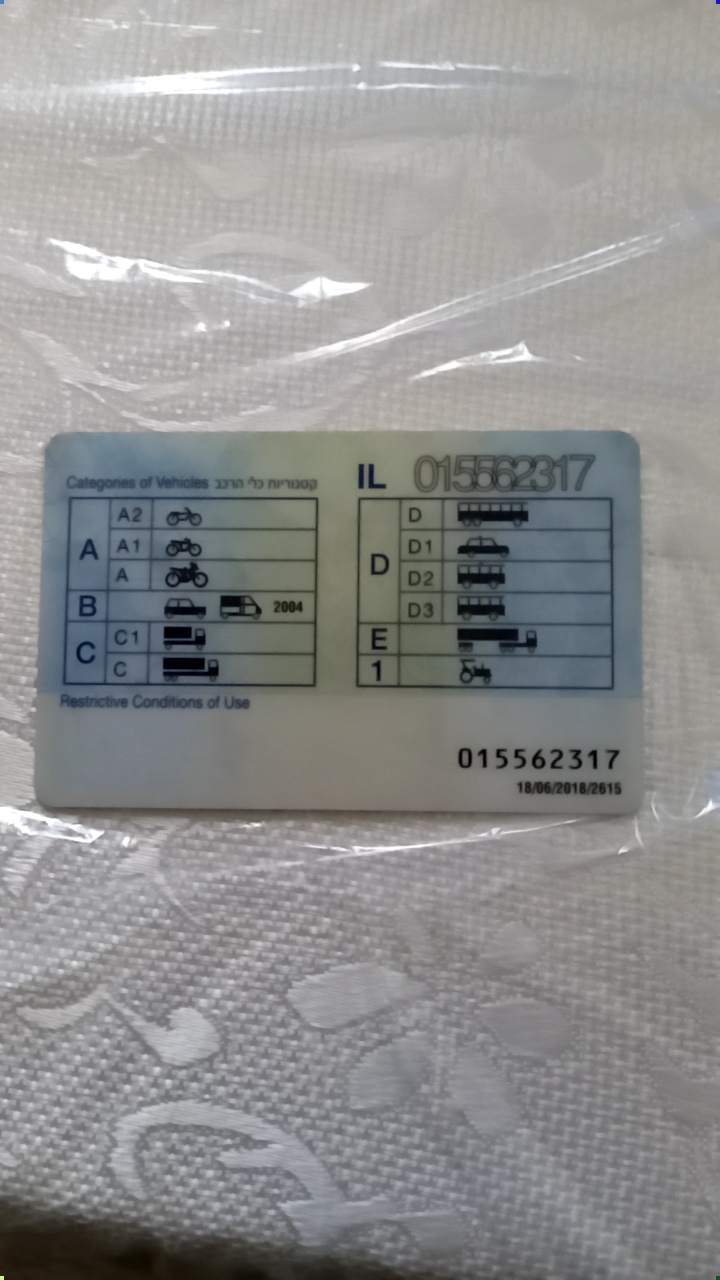 Categories of Vehicles קטגוריות כלי הרכב
A
A2
A1
A
B 2004
C
C1
C
IL 015562317
D
D
D1
D2
D3
E
1
Restrictive Conditions of Use
015562317
18/06/2018/2615